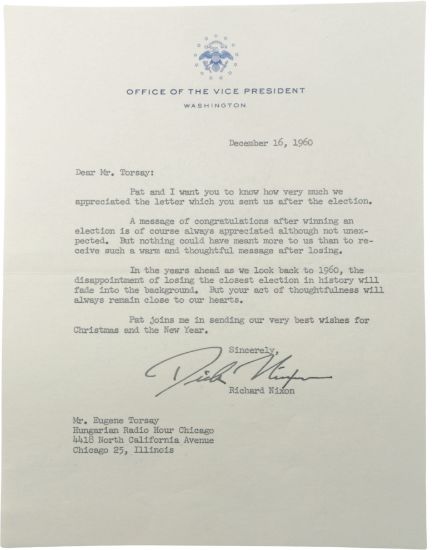 OFFICE OF THE VICE PRESIDENT
WASHINGTON
December 16, 1960
Dear Mr. Torsay:
Pat and I want you to know how very much we
appreciated the letter which you sent us after the election.
A message of congratulations after winning an
election is of course always appreciated although not unex-
pected. But nothing could have meant more to us than to re-
ceive such a warm and thoughtful message after losing.
In the years ahead as we look back to 1960, the
disappointment of losing the closest election in history will
fade into the background. But your act of thoughtfulness will
always remain close to our hearts.
Pat joins me in sending our very best wishes for
Christmas and the New Year.
Sincerely,
Dick Nixon
Richard Nixon
Mr. Eugene Torsay
Hungarian Radio Hour Chicago
4418 North California Avenue
Chicago 25, Illinois